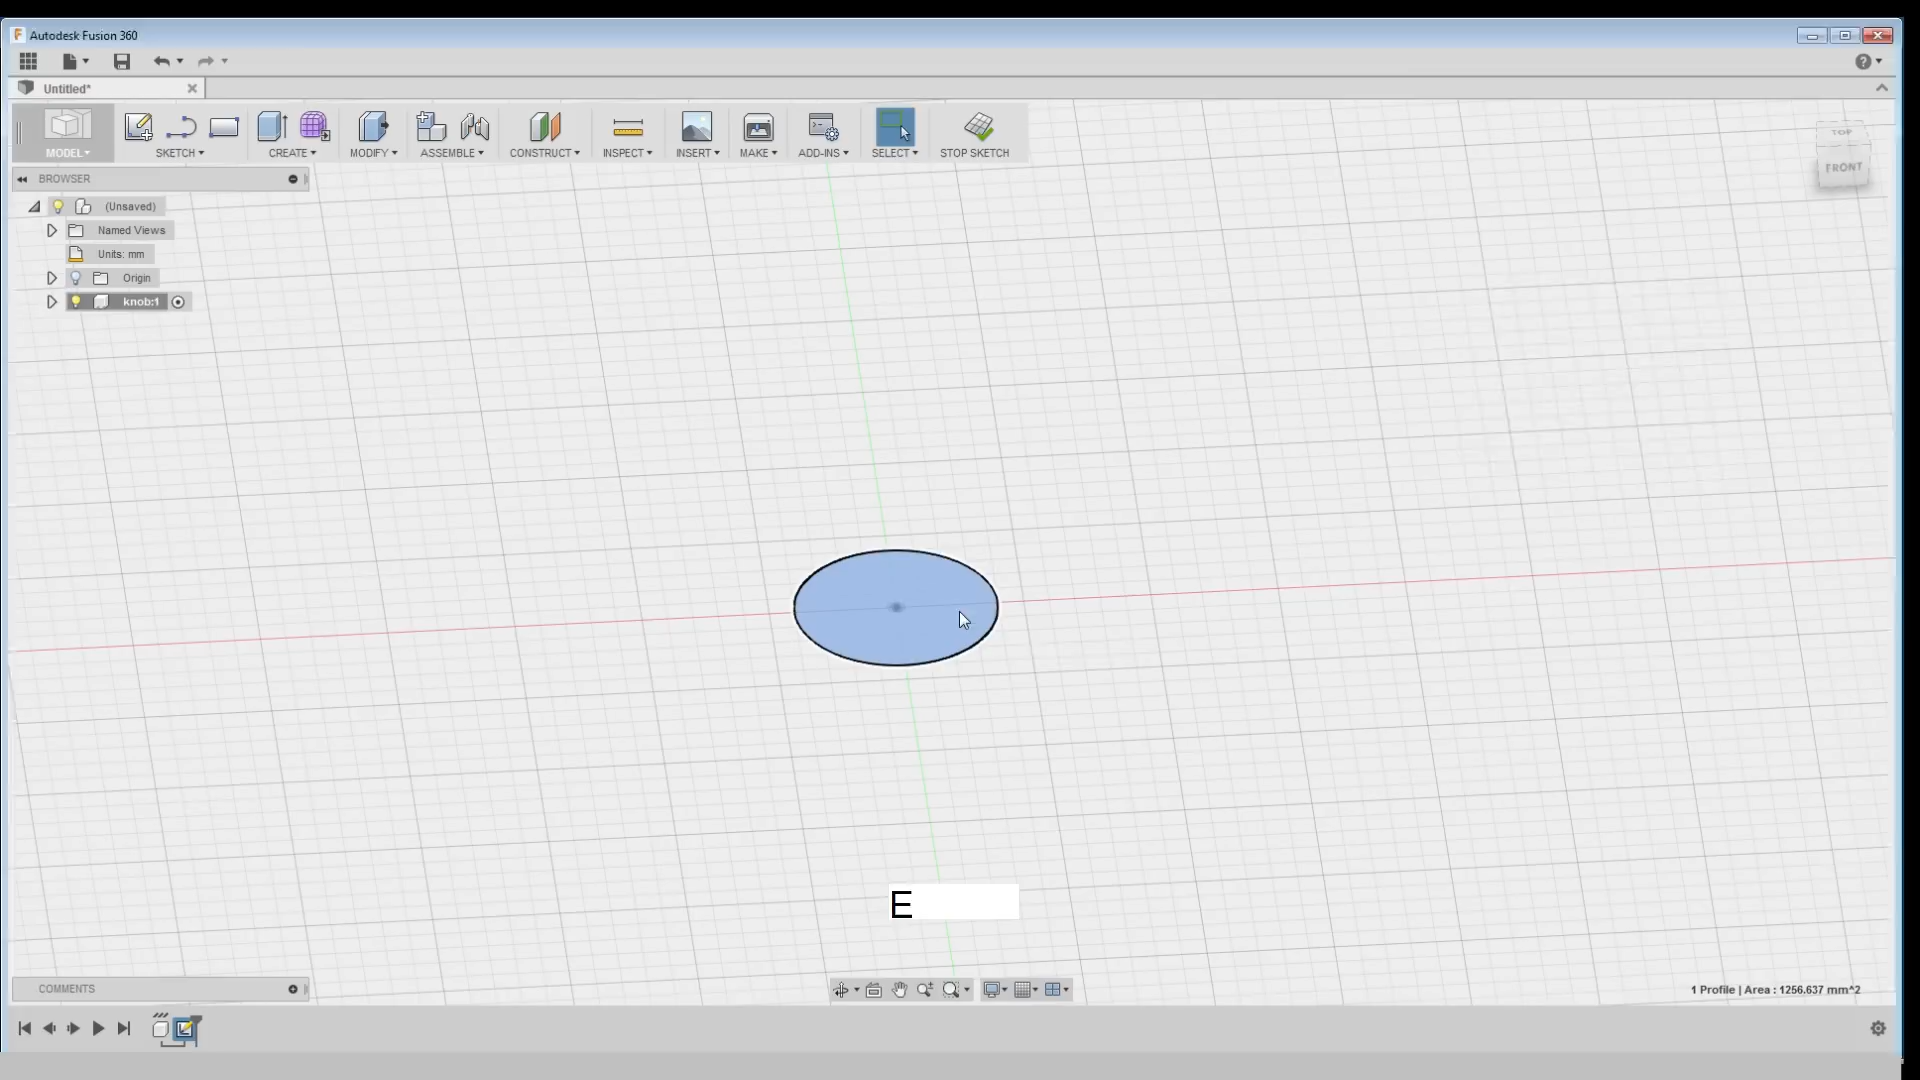 Autodesk Fusion 360
Untitled*
MODEL SKETCH CREATE MODIFY ASSEMBLE CONSTRUCT INSPECT INSERT MAKE ADD-INS SELECT STOP SKETCH
TOP
FRONT
BROWSER
(Unsaved)
Named Views
Units: mm
Origin
knob:1
E
COMMENTS
1 Profile | Area : 1256.637 mm^2